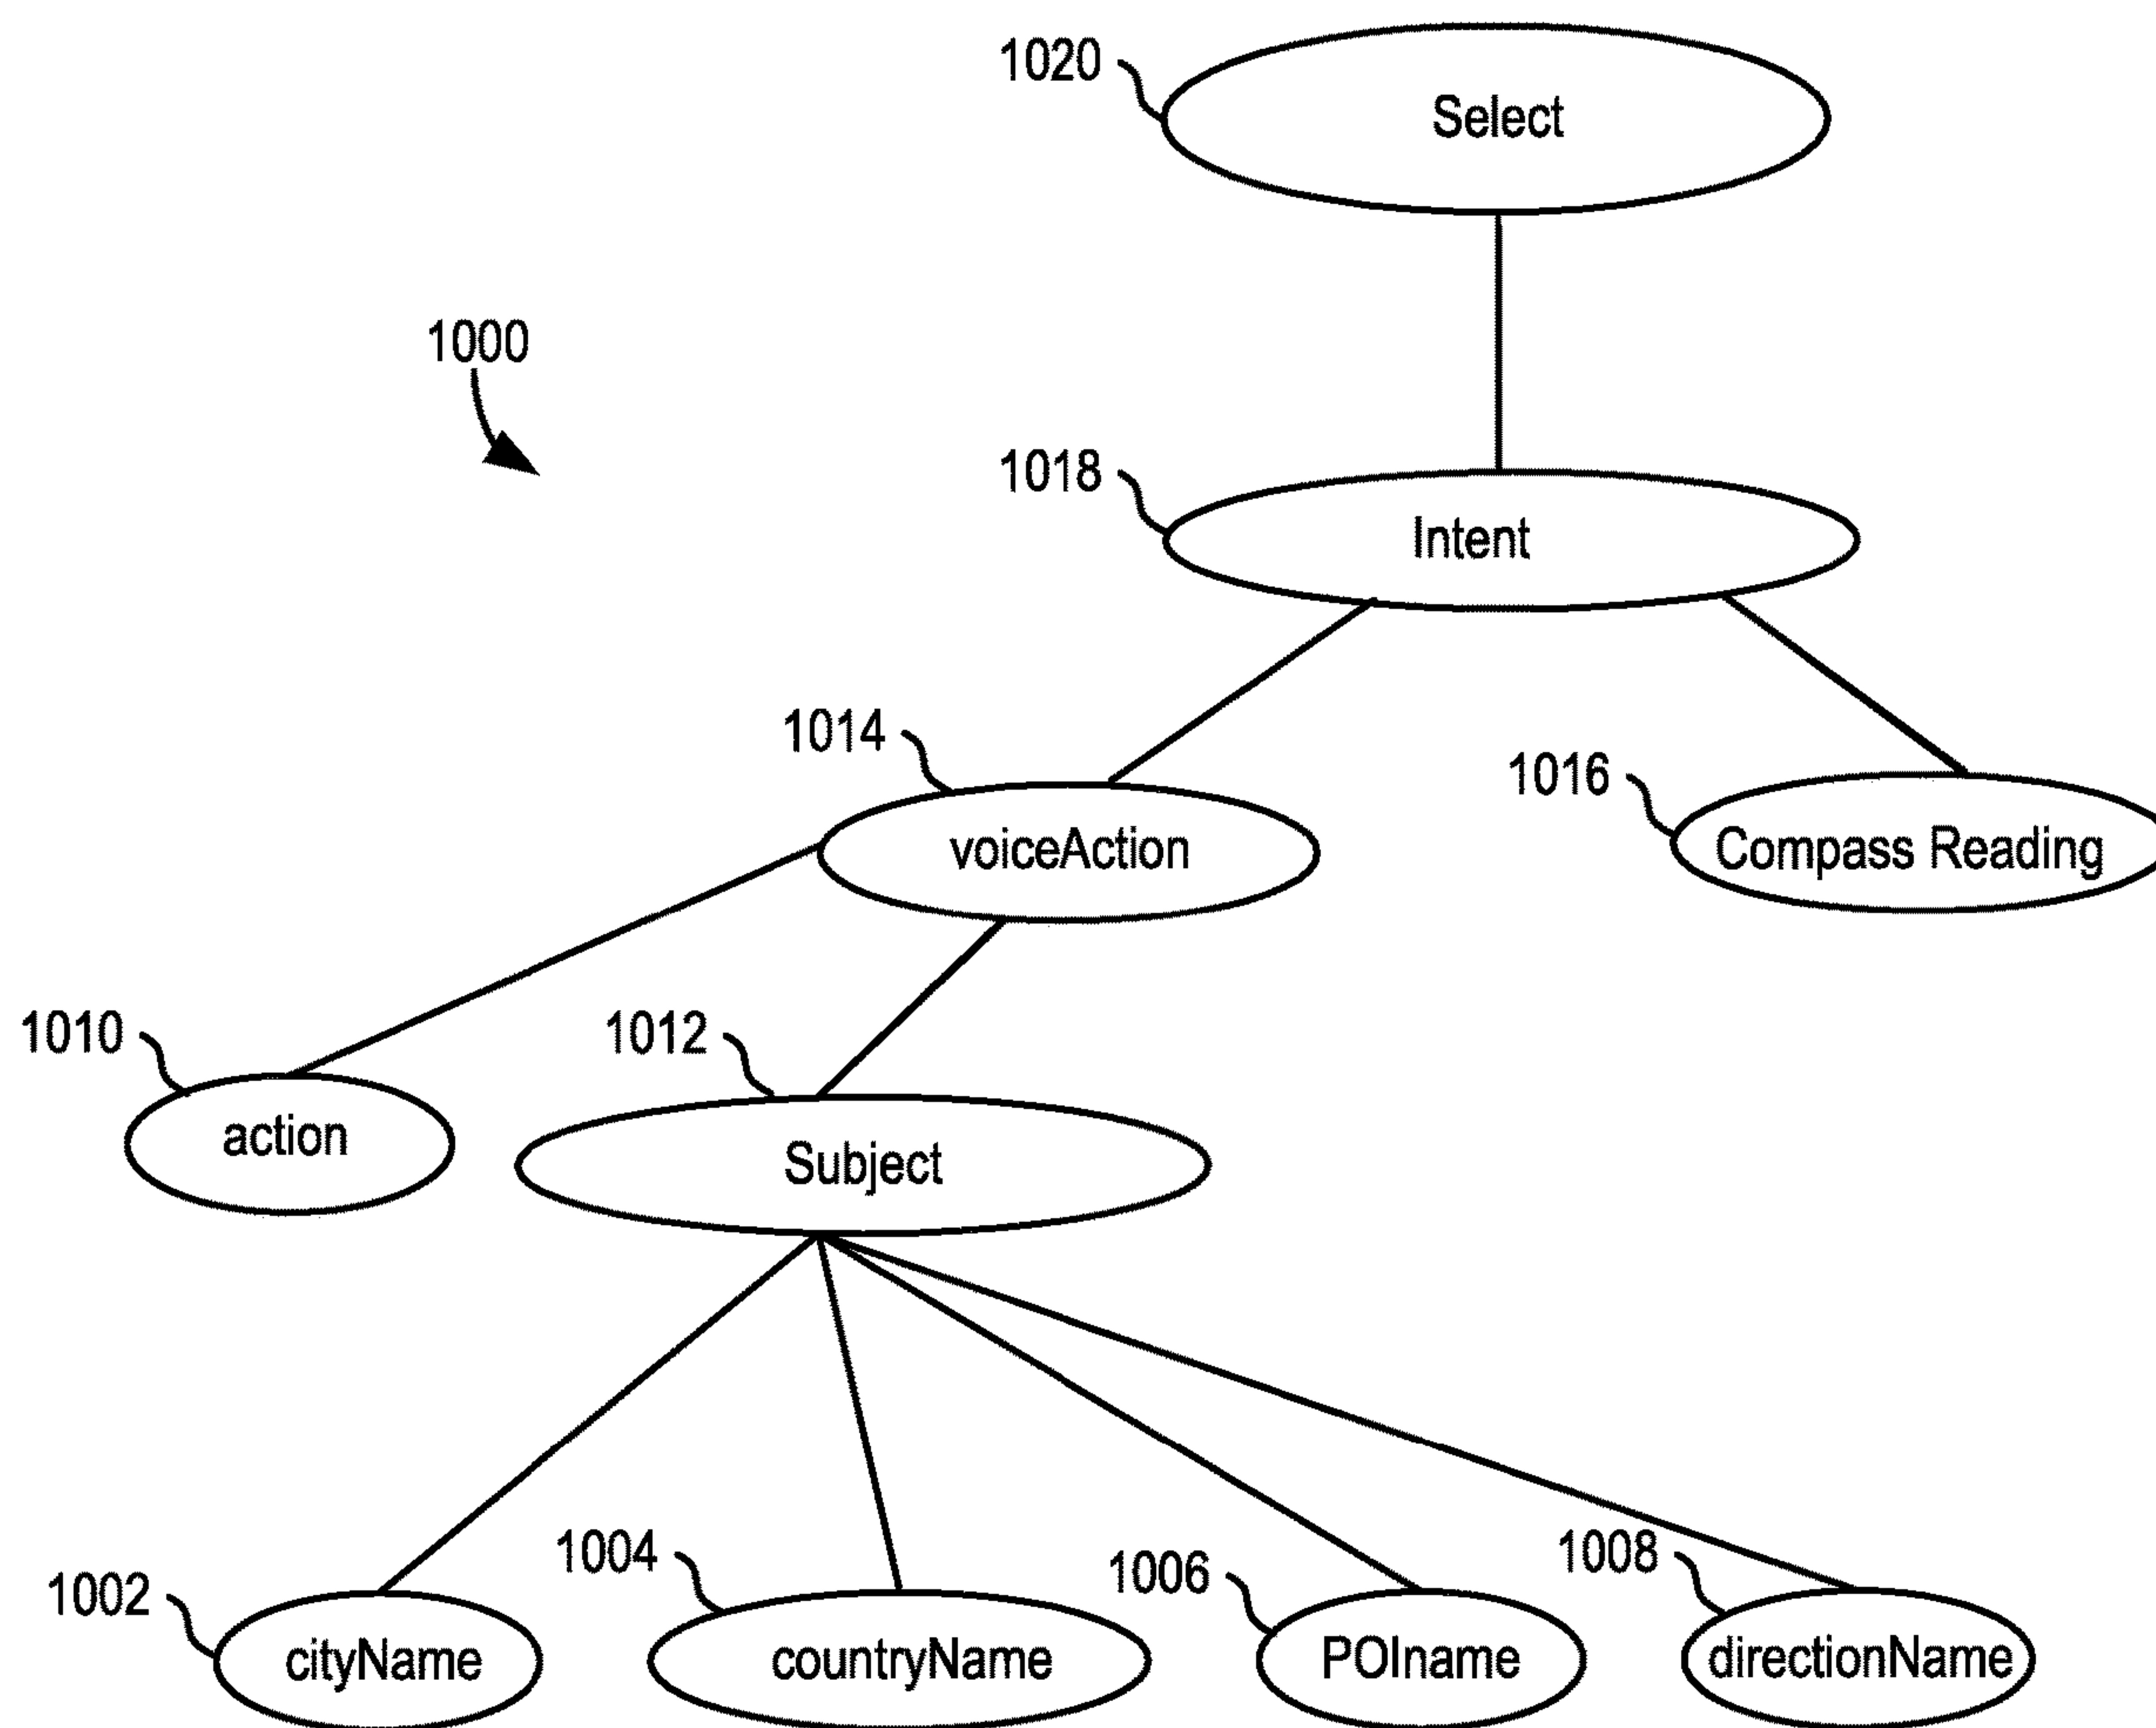 1020
Select
1000
1018
Intent
1014
1016
voiceAction
Compass Reading
1010
1012
action
Subject
1002
1004
1006
1008
cityName
countryName
POIname
directionName